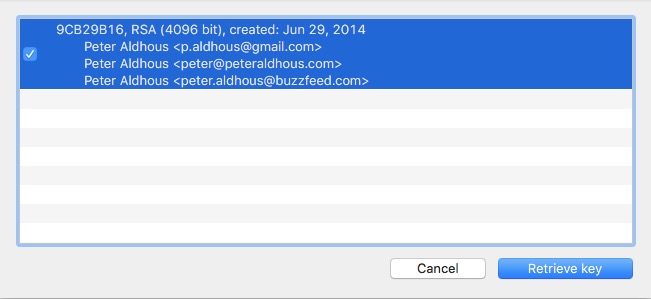 9CB29B16, RSA (4096 bit), created: Jun 29, 2014
Peter Aldhous <p.aldhous@gmail.com>
Peter Aldhous <peter@peteraldhous.com>
Peter Aldhous <peter.aldhous@buzzfeed.com>
Cancel
Retrieve key